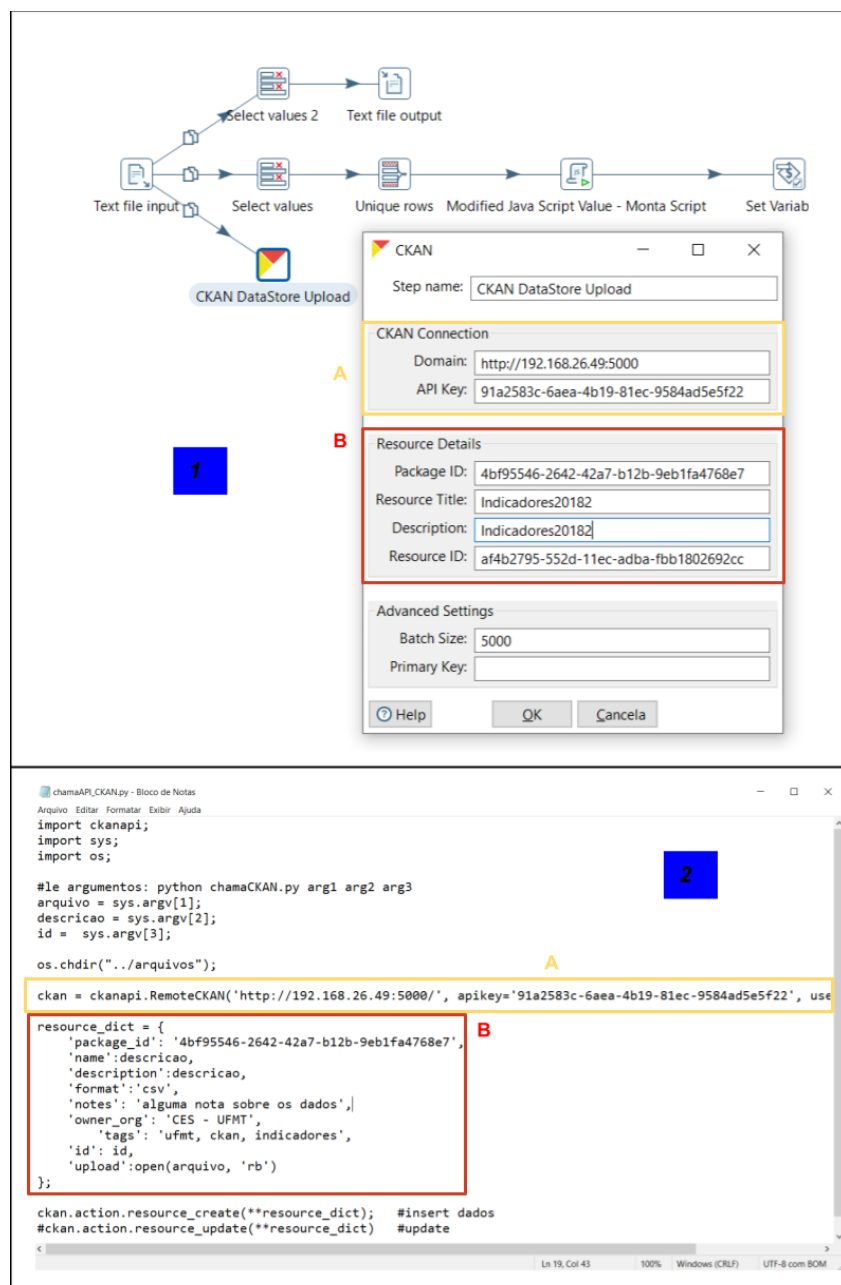 Select values 2
Text file output
Text file input
Select values
Unique rows
Modified Java Script Value - Monta Script
Set Variab
CKAN DataStore Upload
CKAN
Step name: CKAN DataStore Upload
CKAN Connection
A
Domain: http://192.168.26.49:5000
API Key: 91a2583c-6aea-4b19-81ec-9584ad5e5f22
B
Resource Details
1
Package ID: 4bf95546-2642-42a7-b12b-9eb1fa4768e7
Resource Title: Indicadores20182
Description: Indicadores20182
Resource ID: af4b2795-552d-11ec-adba-fbb1802692cc
Advanced Settings
Batch Size: 5000
Primary Key:
Help OK Cancela
chamaAPI_CKAN.py - Bloco de Notas
Arquivo Editar Formatar Exibir Ajuda
import ckanapi;
import sys;
import os;
2
#le argumentos: python chamaCKAN.py arg1 arg2 arg3
arquivo = sys.argv[1];
descricao = sys.argv[2];
id =  sys.argv[3];
os.chdir("../arquivos");
A
ckan = ckanapi.RemoteCKAN('http://192.168.26.49:5000/', apikey='91a2583c-6aea-4b19-81ec-9584ad5e5f22', use
resource_dict = {
B
'package_id': '4bf95546-2642-42a7-b12b-9eb1fa4768e7',
'name':descricao,
'description':descricao,
'format':'csv',
'notes': 'alguma nota sobre os dados',
'owner_org': 'CES - UFMT',
'tags': 'ufmt, ckan, indicadores',
'id': id,
'upload':open(arquivo, 'rb')
};
ckan.action.resource_create(**resource_dict);   #insert dados
#ckan.action.resource_update(**resource_dict)   #update
Ln 19, Col 43 100% Windows (CRLF) UTF-8 com BOM